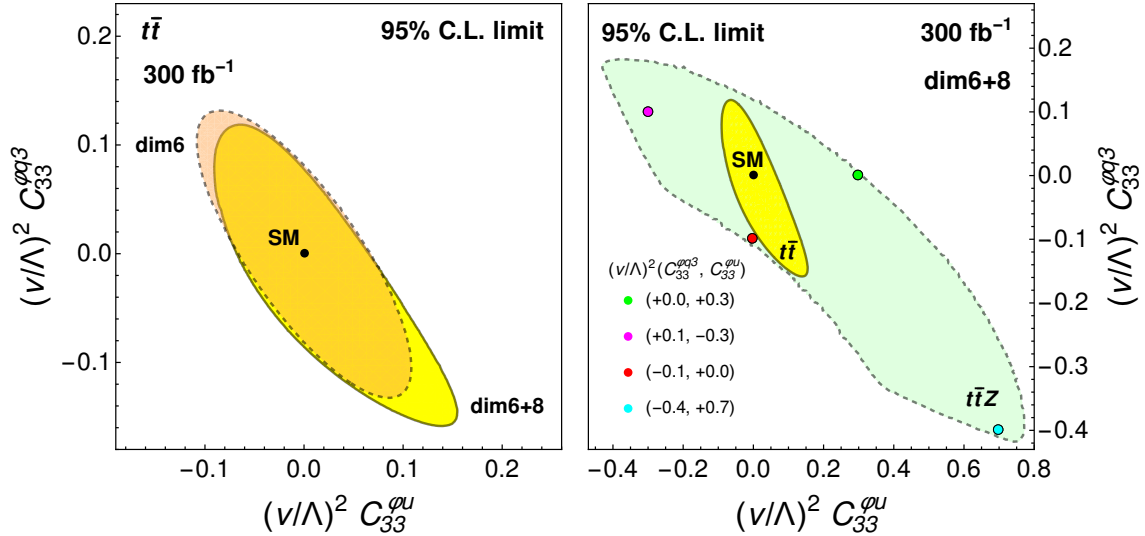 tt̄
95% C.L. limit
300 fb⁻¹
dim6
SM
dim6+8
0.2
0.1
0.0
−0.1
(v/Λ)² C₃₃^φq3
−0.1 0.0 0.1 0.2
(v/Λ)² C₃₃^φu
95% C.L. limit
300 fb⁻¹
dim6+8
SM
tt̄
(v/Λ)²(C₃₃^φq3, C₃₃^φu)
(+0.0, +0.3)
(+0.1, −0.3)
(−0.1, +0.0)
(−0.4, +0.7)
tt̄Z
0.2
0.1
0.0
−0.1
−0.2
−0.3
−0.4
(v/Λ)² C₃₃^φq3
−0.4 −0.2 0.0 0.2 0.4 0.6 0.8
(v/Λ)² C₃₃^φu